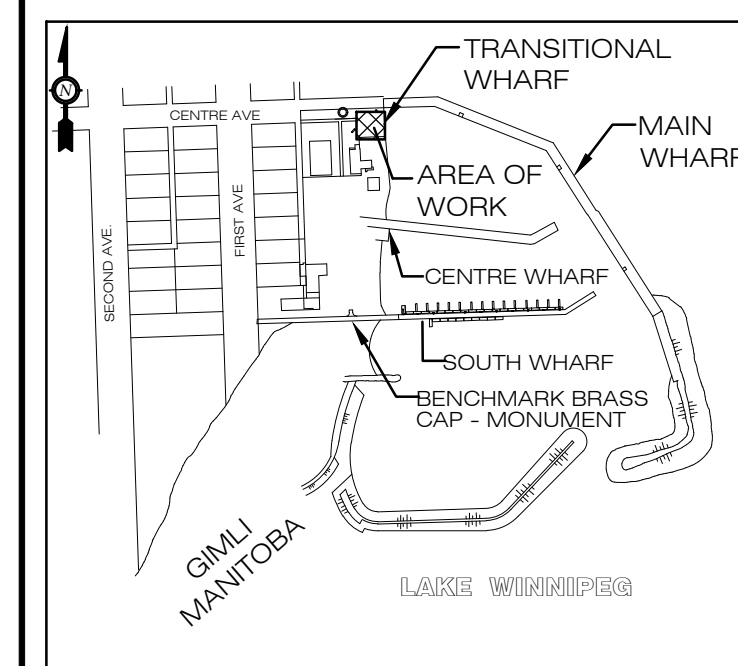 N
TRANSITIONAL
WHARF
CENTRE AVE
MAIN
WHARF
AREA OF
WORK
FIRST AVE
SECOND AVE.
CENTRE WHARF
SOUTH WHARF
BENCHMARK BRASS
CAP - MONUMENT
GIMLI
MANITOBA
LAKE WINNIPEG